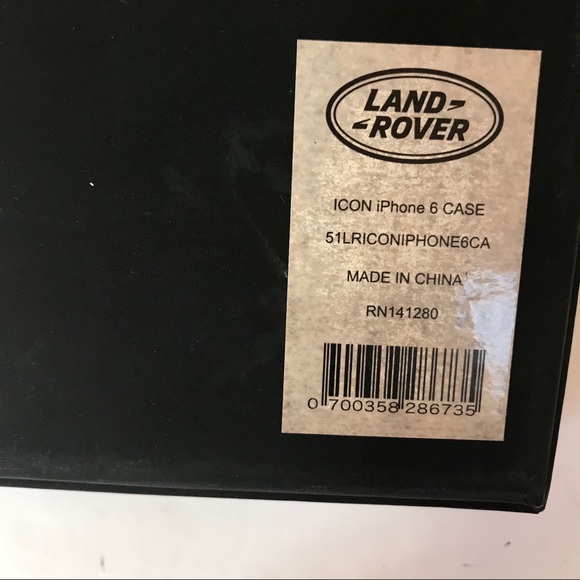 LAND
ROVER
ICON iPhone 6 CASE
51LRICONIPHONE6CA
MADE IN CHINA
RN141280
0 700358 286735